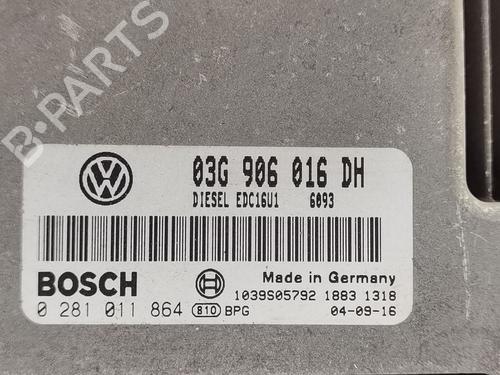 B-PARTS
03G 906 016 DH
DIESEL EDC16U1 6093
BOSCH
Made in Germany
1039S05792 1883 1318
0 281 011 864 810 BPG 04-09-16